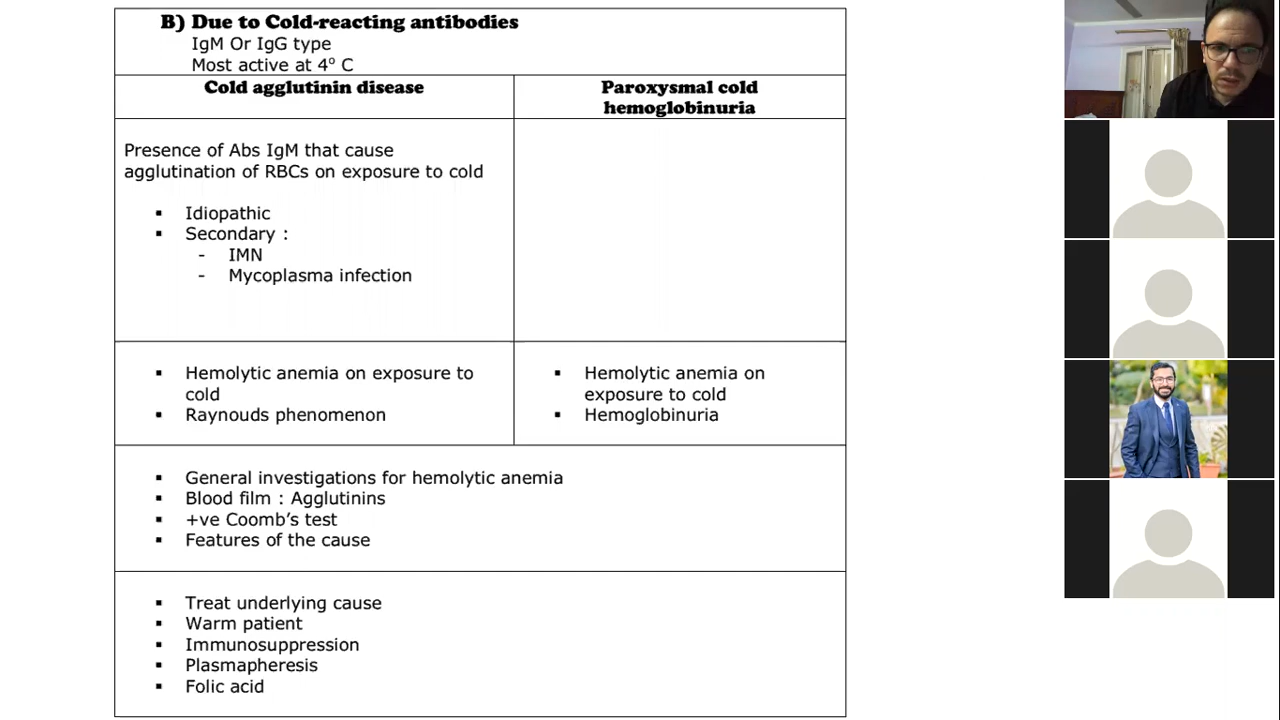 B) Due to Cold-reacting antibodies
IgM Or IgG type
Most active at 4º C
Cold agglutinin disease
Paroxysmal cold
hemoglobinuria
Presence of Abs IgM that cause
agglutination of RBCs on exposure to cold
▪ Idiopathic
▪ Secondary :
- IMN
- Mycoplasma infection
▪ Hemolytic anemia on exposure to
cold
▪ Raynouds phenomenon
▪ Hemolytic anemia on
exposure to cold
▪ Hemoglobinuria
▪ General investigations for hemolytic anemia
▪ Blood film : Agglutinins
▪ +ve Coomb’s test
▪ Features of the cause
▪ Treat underlying cause
▪ Warm patient
▪ Immunosuppression
▪ Plasmapheresis
▪ Folic acid